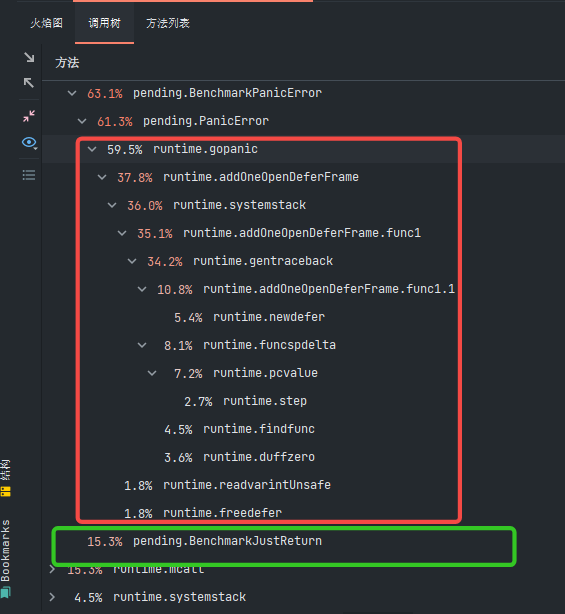 火焰图 调用树 方法列表
方法
63.1% pending.BenchmarkPanicError
61.3% pending.PanicError
59.5% runtime.gopanic
37.8% runtime.addOneOpenDeferFrame
36.0% runtime.systemstack
35.1% runtime.addOneOpenDeferFrame.func1
34.2% runtime.gentraceback
10.8% runtime.addOneOpenDeferFrame.func1.1
5.4% runtime.newdefer
8.1% runtime.funcspdelta
7.2% runtime.pcvalue
2.7% runtime.step
4.5% runtime.findfunc
3.6% runtime.duffzero
1.8% runtime.readvarintUnsafe
1.8% runtime.freedefer
15.3% pending.BenchmarkJustReturn
15.3% runtime.mcall
4.5% runtime.systemstack
结构
Bookmarks